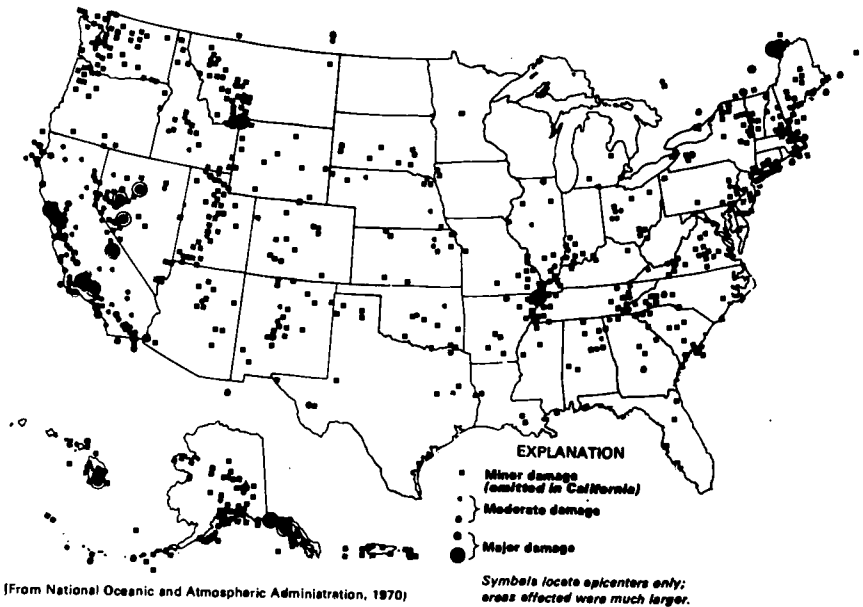 EXPLANATION
Minor damage
(omitted in California)
Moderate damage
Major damage
(From National Oceanic and Atmospheric Administration, 1970)
Symbols locate epicenters only;
areas affected were much larger.